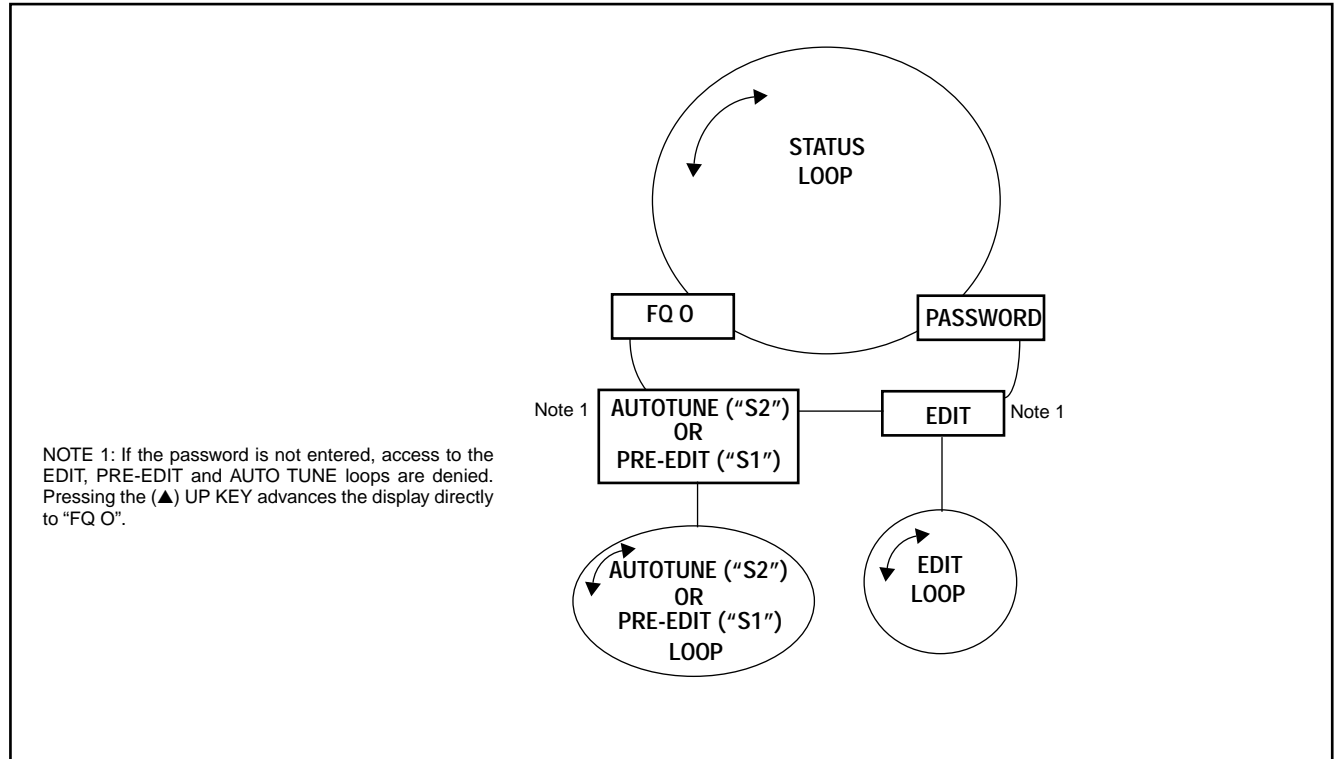 STATUS
LOOP
FQ O
PASSWORD
Note 1
AUTOTUNE (“S2”)
OR
PRE-EDIT (“S1”)
EDIT
Note 1
NOTE 1: If the password is not entered, access to the
EDIT, PRE-EDIT and AUTO TUNE loops are denied.
Pressing the (▲) UP KEY advances the display directly
to “FQ O”.
AUTOTUNE (“S2”)
OR
PRE-EDIT (“S1”)
LOOP
EDIT
LOOP